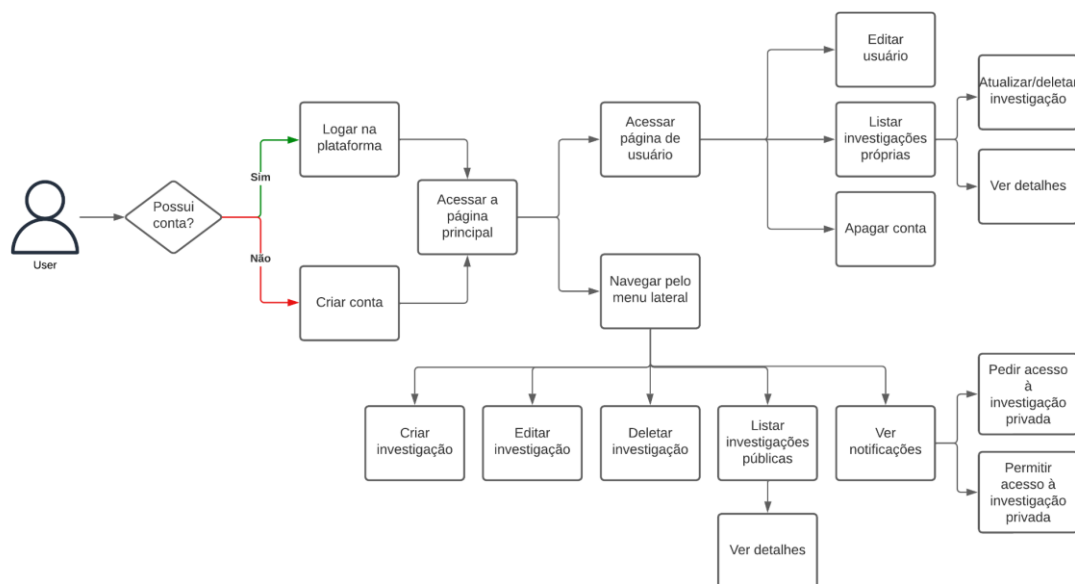 User
Possui
conta?
Sim
Não
Logar na
plataforma
Criar conta
Acessar a
página
principal
Acessar
página de
usuário
Navegar pelo
menu lateral
Editar
usuário
Listar
investigações
próprias
Apagar conta
Atualizar/deletar
investigação
Ver detalhes
Criar
investigação
Editar
investigação
Deletar
investigação
Listar
investigações
públicas
Ver
notificações
Ver detalhes
Pedir acesso
à
investigação
privada
Permitir
acesso à
investigação
privada